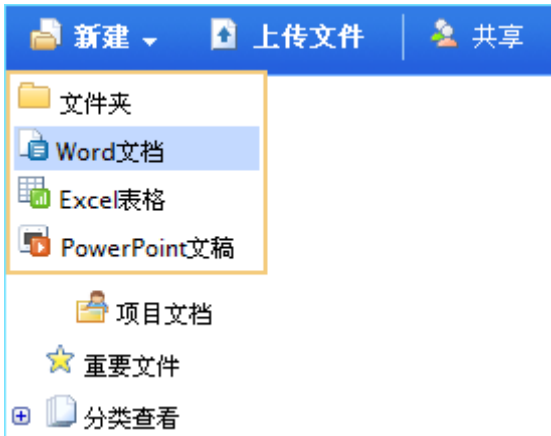 新建 上传文件 共享
文件夹
Word文档
Excel表格
PowerPoint文稿
项目文档
重要文件
分类查看